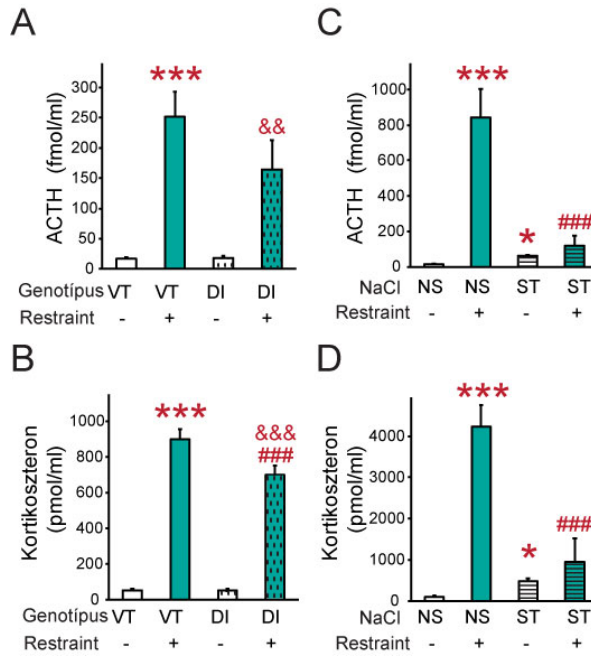 A
ACTH (fmol/ml)
300
250
200
150
100
50
0
***
&&
Genotípus VT VT DI DI
Restraint - + - +
C
ACTH (fmol/ml)
1000
800
600
400
200
0
***
*
###
NaCl NS NS ST ST
Restraint - + - +
B
Kortikoszteron
(pmol/ml)
1000
800
600
400
200
0
***
&&&
###
Genotípus VT VT DI DI
Restraint - + - +
D
Kortikoszteron
(pmol/ml)
4000
3000
2000
1000
0
***
*
###
NaCl NS NS ST ST
Restraint - + - +